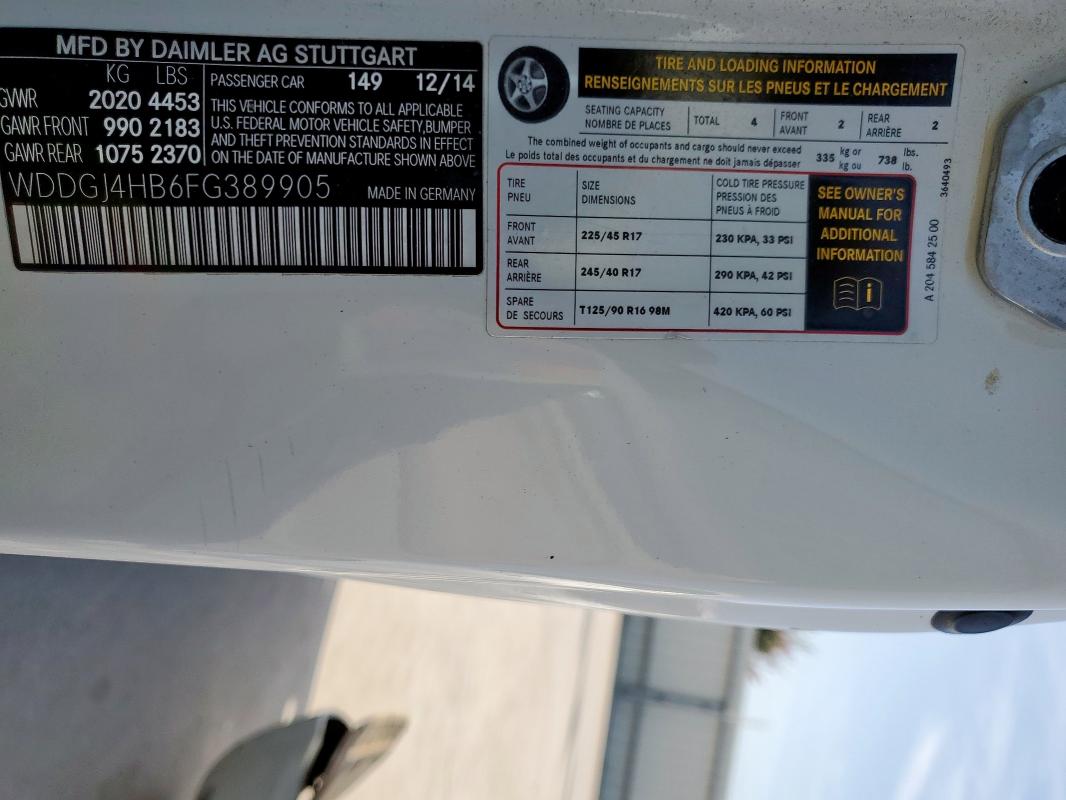 MFD BY DAIMLER AG STUTTGART
KG LBS
GVWR 2020 4453
GAWR FRONT 990 2183
GAWR REAR 1075 2370
PASSENGER CAR 149 12/14
THIS VEHICLE CONFORMS TO ALL APPLICABLE
U.S. FEDERAL MOTOR VEHICLE SAFETY, BUMPER
AND THEFT PREVENTION STANDARDS IN EFFECT
ON THE DATE OF MANUFACTURE SHOWN ABOVE
WDDGJ4HB6FG389905 MADE IN GERMANY
TIRE AND LOADING INFORMATION
RENSEIGNEMENTS SUR LES PNEUS ET LE CHARGEMENT
SEATING CAPACITY
NOMBRE DE PLACES
TOTAL 4
FRONT
AVANT 2
REAR
ARRIÈRE 2
The combined weight of occupants and cargo should never exceed
Le poids total des occupants et du chargement ne doit jamais dépasser
335 kg or
kg ou
738 lbs.
lb.
TIRE
PNEU
SIZE
DIMENSIONS
COLD TIRE PRESSURE
PRESSION DES
PNEUS À FROID
FRONT
AVANT
225/45 R17
230 KPA, 33 PSI
REAR
ARRIÈRE
245/40 R17
290 KPA, 42 PSI
SPARE
DE SECOURS
T125/90 R16 98M
420 KPA, 60 PSI
SEE OWNER'S
MANUAL FOR
ADDITIONAL
INFORMATION
A 204 584 25 00
3640493